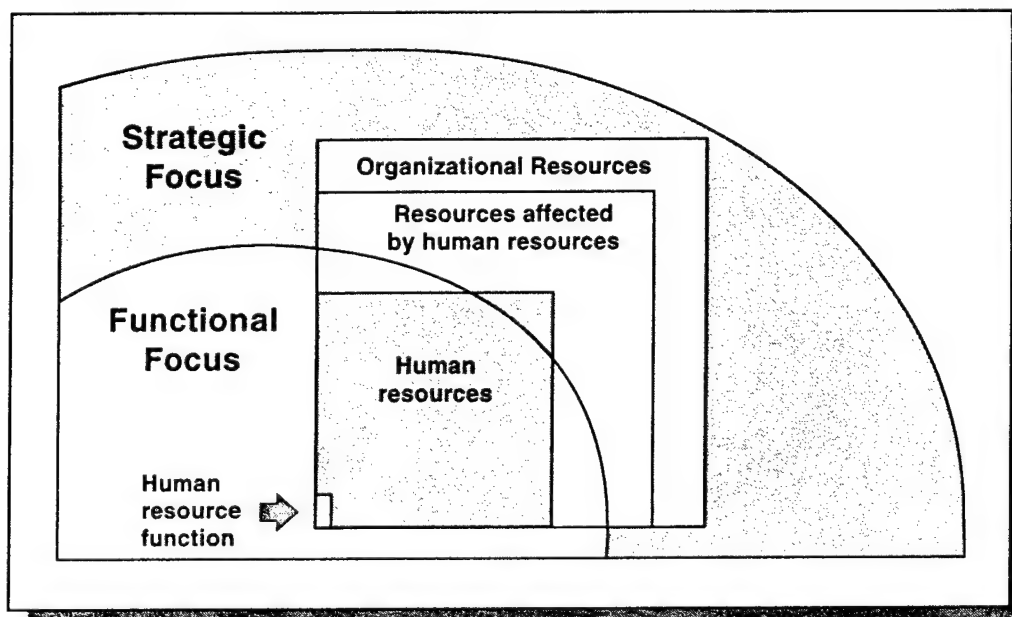 Strategic
Focus
Organizational Resources
Resources affected
by human resources
Functional
Focus
Human
resources
Human
resource
function